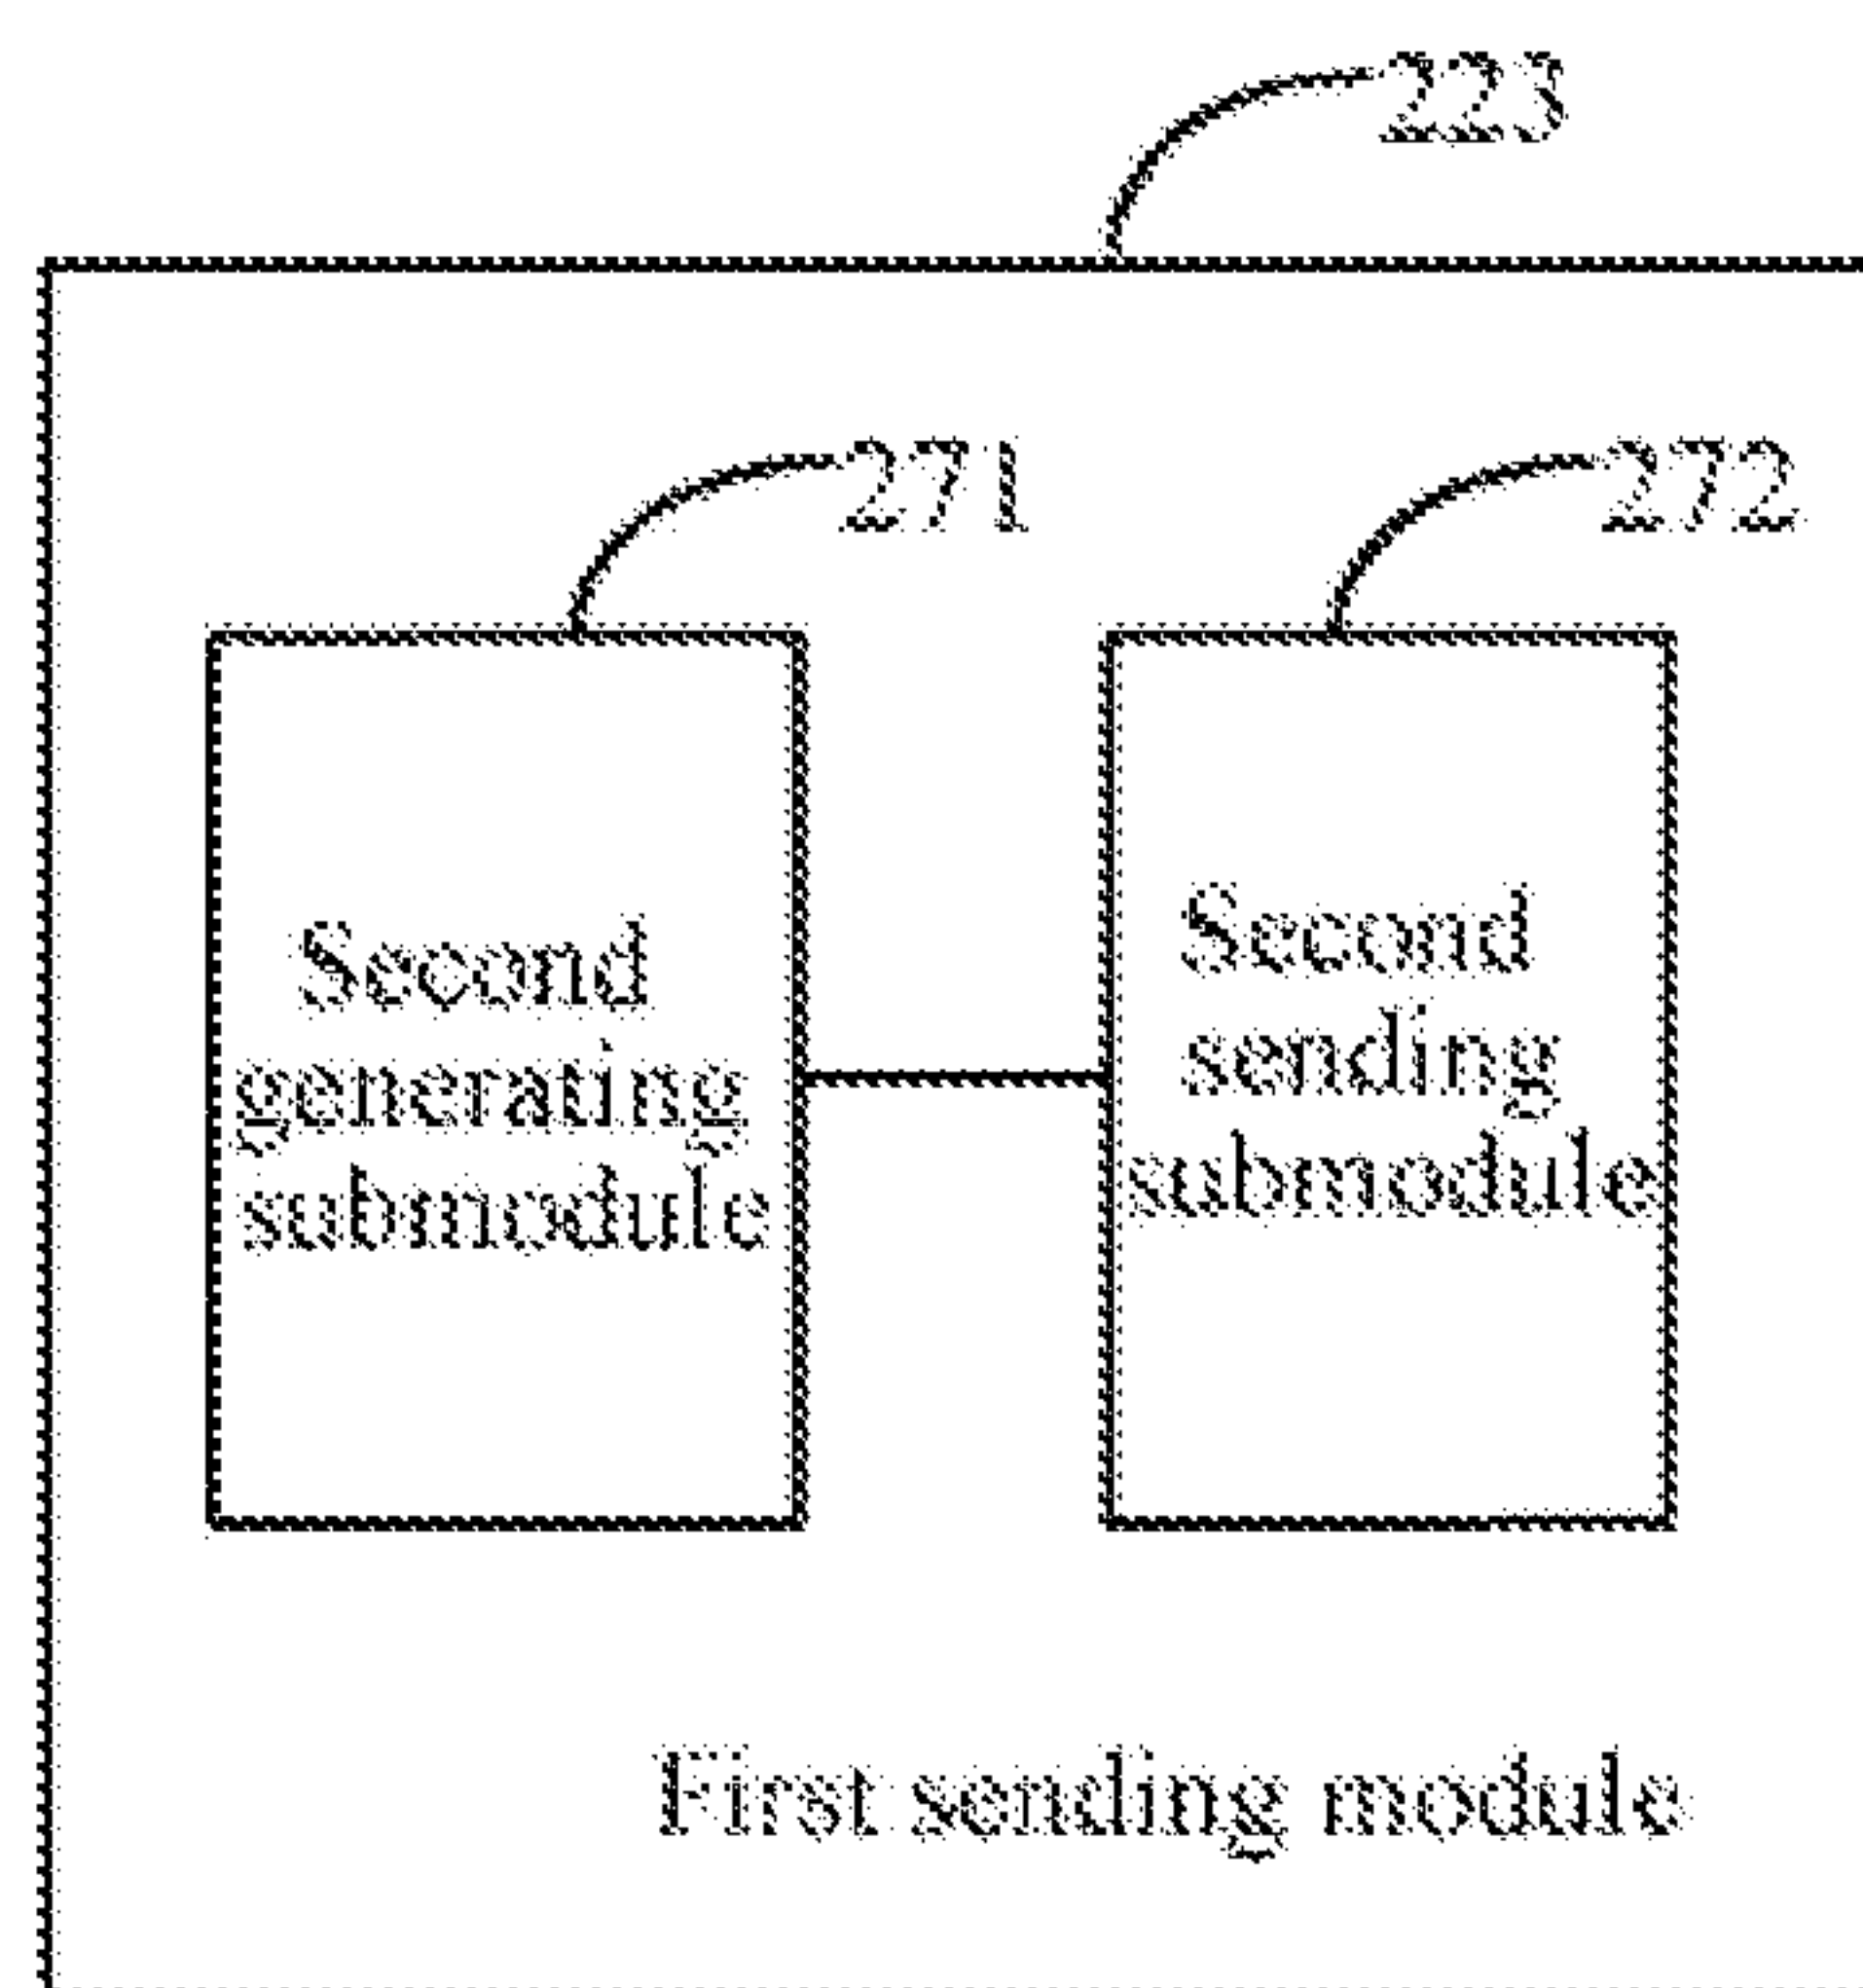 223
271
272
Second
generating
submodule
Second
sending
submodule
First sending module